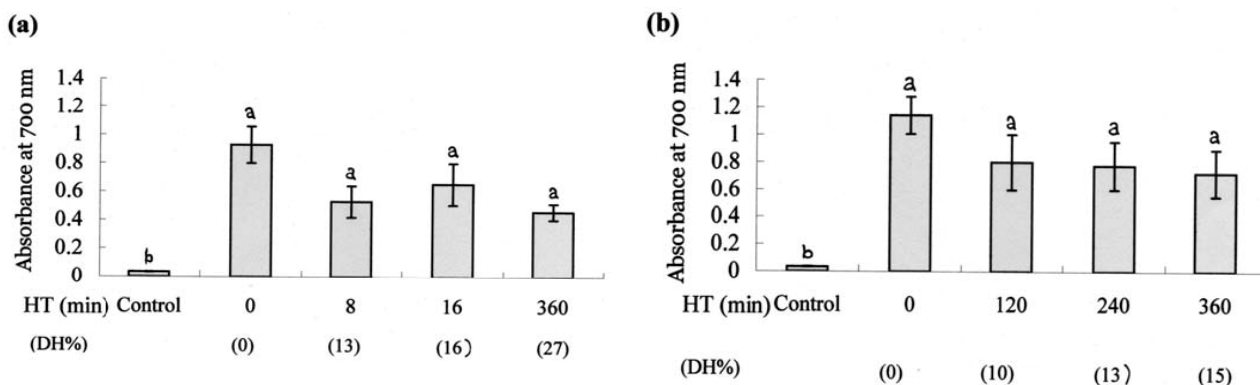 (a)
Absorbance at 700 nm
1.4
1.2
1
0.8
0.6
0.4
0.2
0
b
a
a
a
a
HT (min) Control 0 8 16 360
(DH%) (0) (13) (16) (27)
(b)
Absorbance at 700 nm
1.4
1.2
1
0.8
0.6
0.4
0.2
0
b
a
a
a
a
HT (min) Control 0 120 240 360
(DH%) (0) (10) (13) (15)